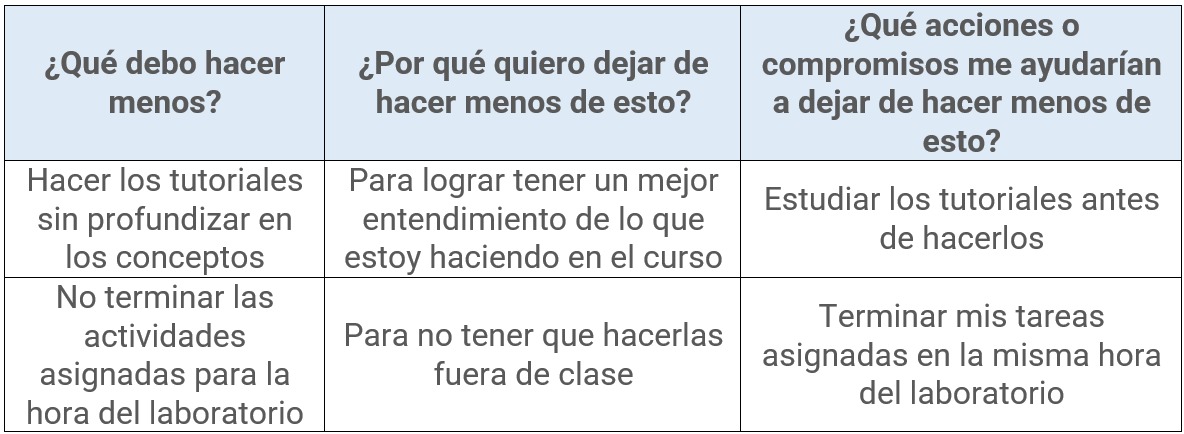 ¿Qué debo hacer
menos?
¿Por qué quiero dejar de
hacer menos de esto?
¿Qué acciones o
compromisos me ayudarían
a dejar de hacer menos de
esto?
Hacer los tutoriales
sin profundizar en
los conceptos
Para lograr tener un mejor
entendimiento de lo que
estoy haciendo en el curso
Estudiar los tutoriales antes
de hacerlos
No terminar las
actividades
asignadas para la
hora del laboratorio
Para no tener que hacerlas
fuera de clase
Terminar mis tareas
asignadas en la misma hora
del laboratorio